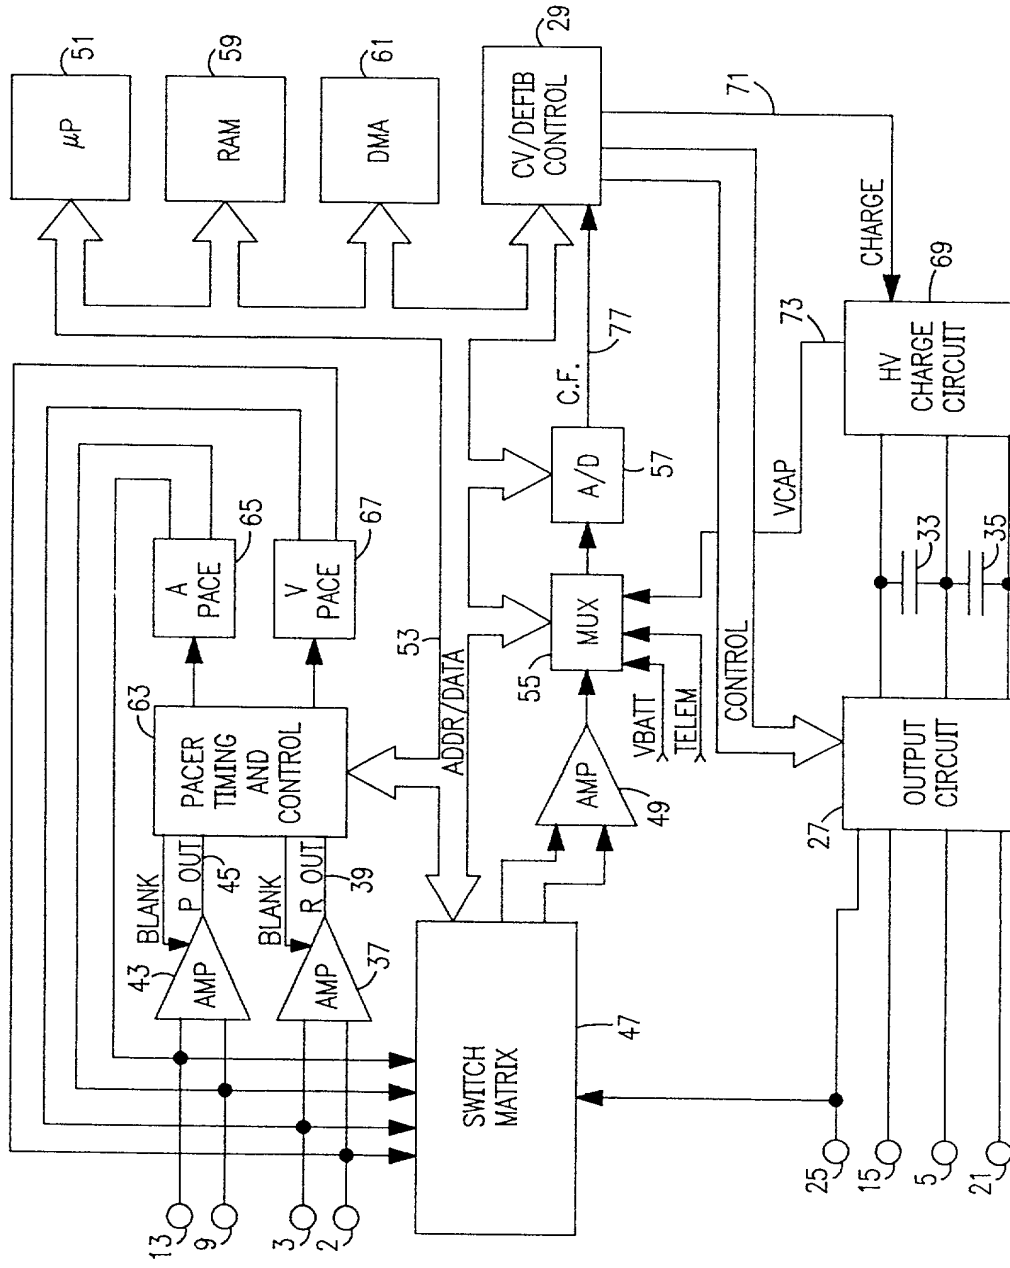 13
9
3
2
43
AMP
BLANK
P OUT
45
37
AMP
BLANK
R OUT
39
63
PACER
TIMING
AND
CONTROL
A
PACE
65
V
PACE
67
μP
51
RAM
59
DMA
61
CV/DEFIB
CONTROL
29
53
ADDR/DATA
SWITCH
MATRIX
47
AMP
49
55
MUX
VBATT
TELEM
A/D
57
C.F.
77
71
CHARGE
73
VCAP
CONTROL
HV
CHARGE
CIRCUIT
69
33
35
27
OUTPUT
CIRCUIT
25
15
5
21